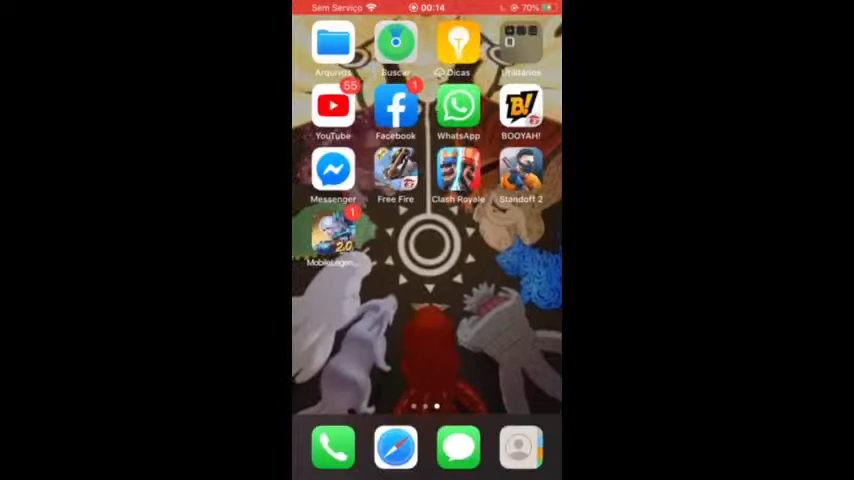 Sem Serviço 00:14 70%
Arquivos Buscar Dicas Utilitários
55 1 B!
YouTube Facebook WhatsApp BOOYAH!
Messenger Free Fire Clash Royale Standoff 2
1
2.0
MobileLegen...